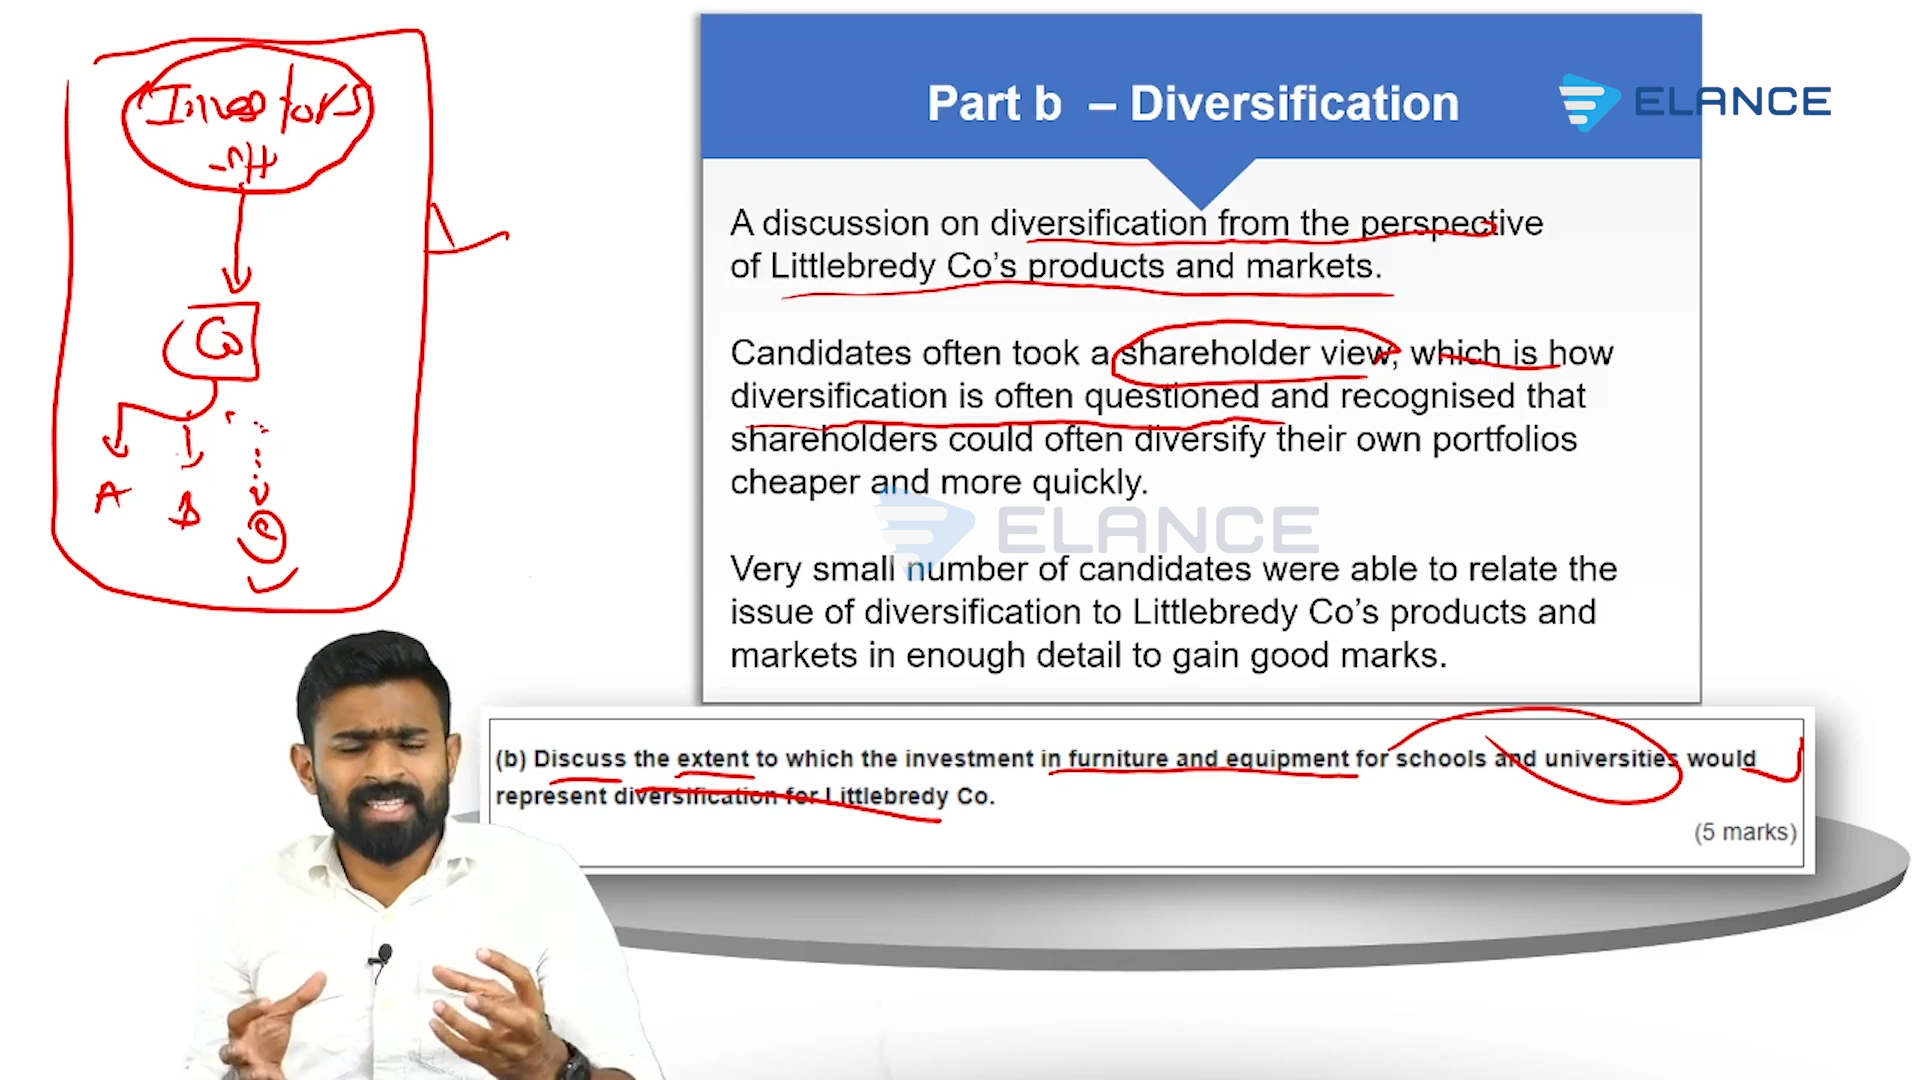 Investors
Co
A B
Part b – Diversification
ELANCE
A discussion on diversification from the perspective
of Littlebredy Co’s products and markets.
Candidates often took a shareholder view, which is how
diversification is often questioned and recognised that
shareholders could often diversify their own portfolios
cheaper and more quickly.
ELANCE
Very small number of candidates were able to relate the
issue of diversification to Littlebredy Co’s products and
markets in enough detail to gain good marks.
(b) Discuss the extent to which the investment in furniture and equipment for schools and universities would
represent diversification for Littlebredy Co.
(5 marks)